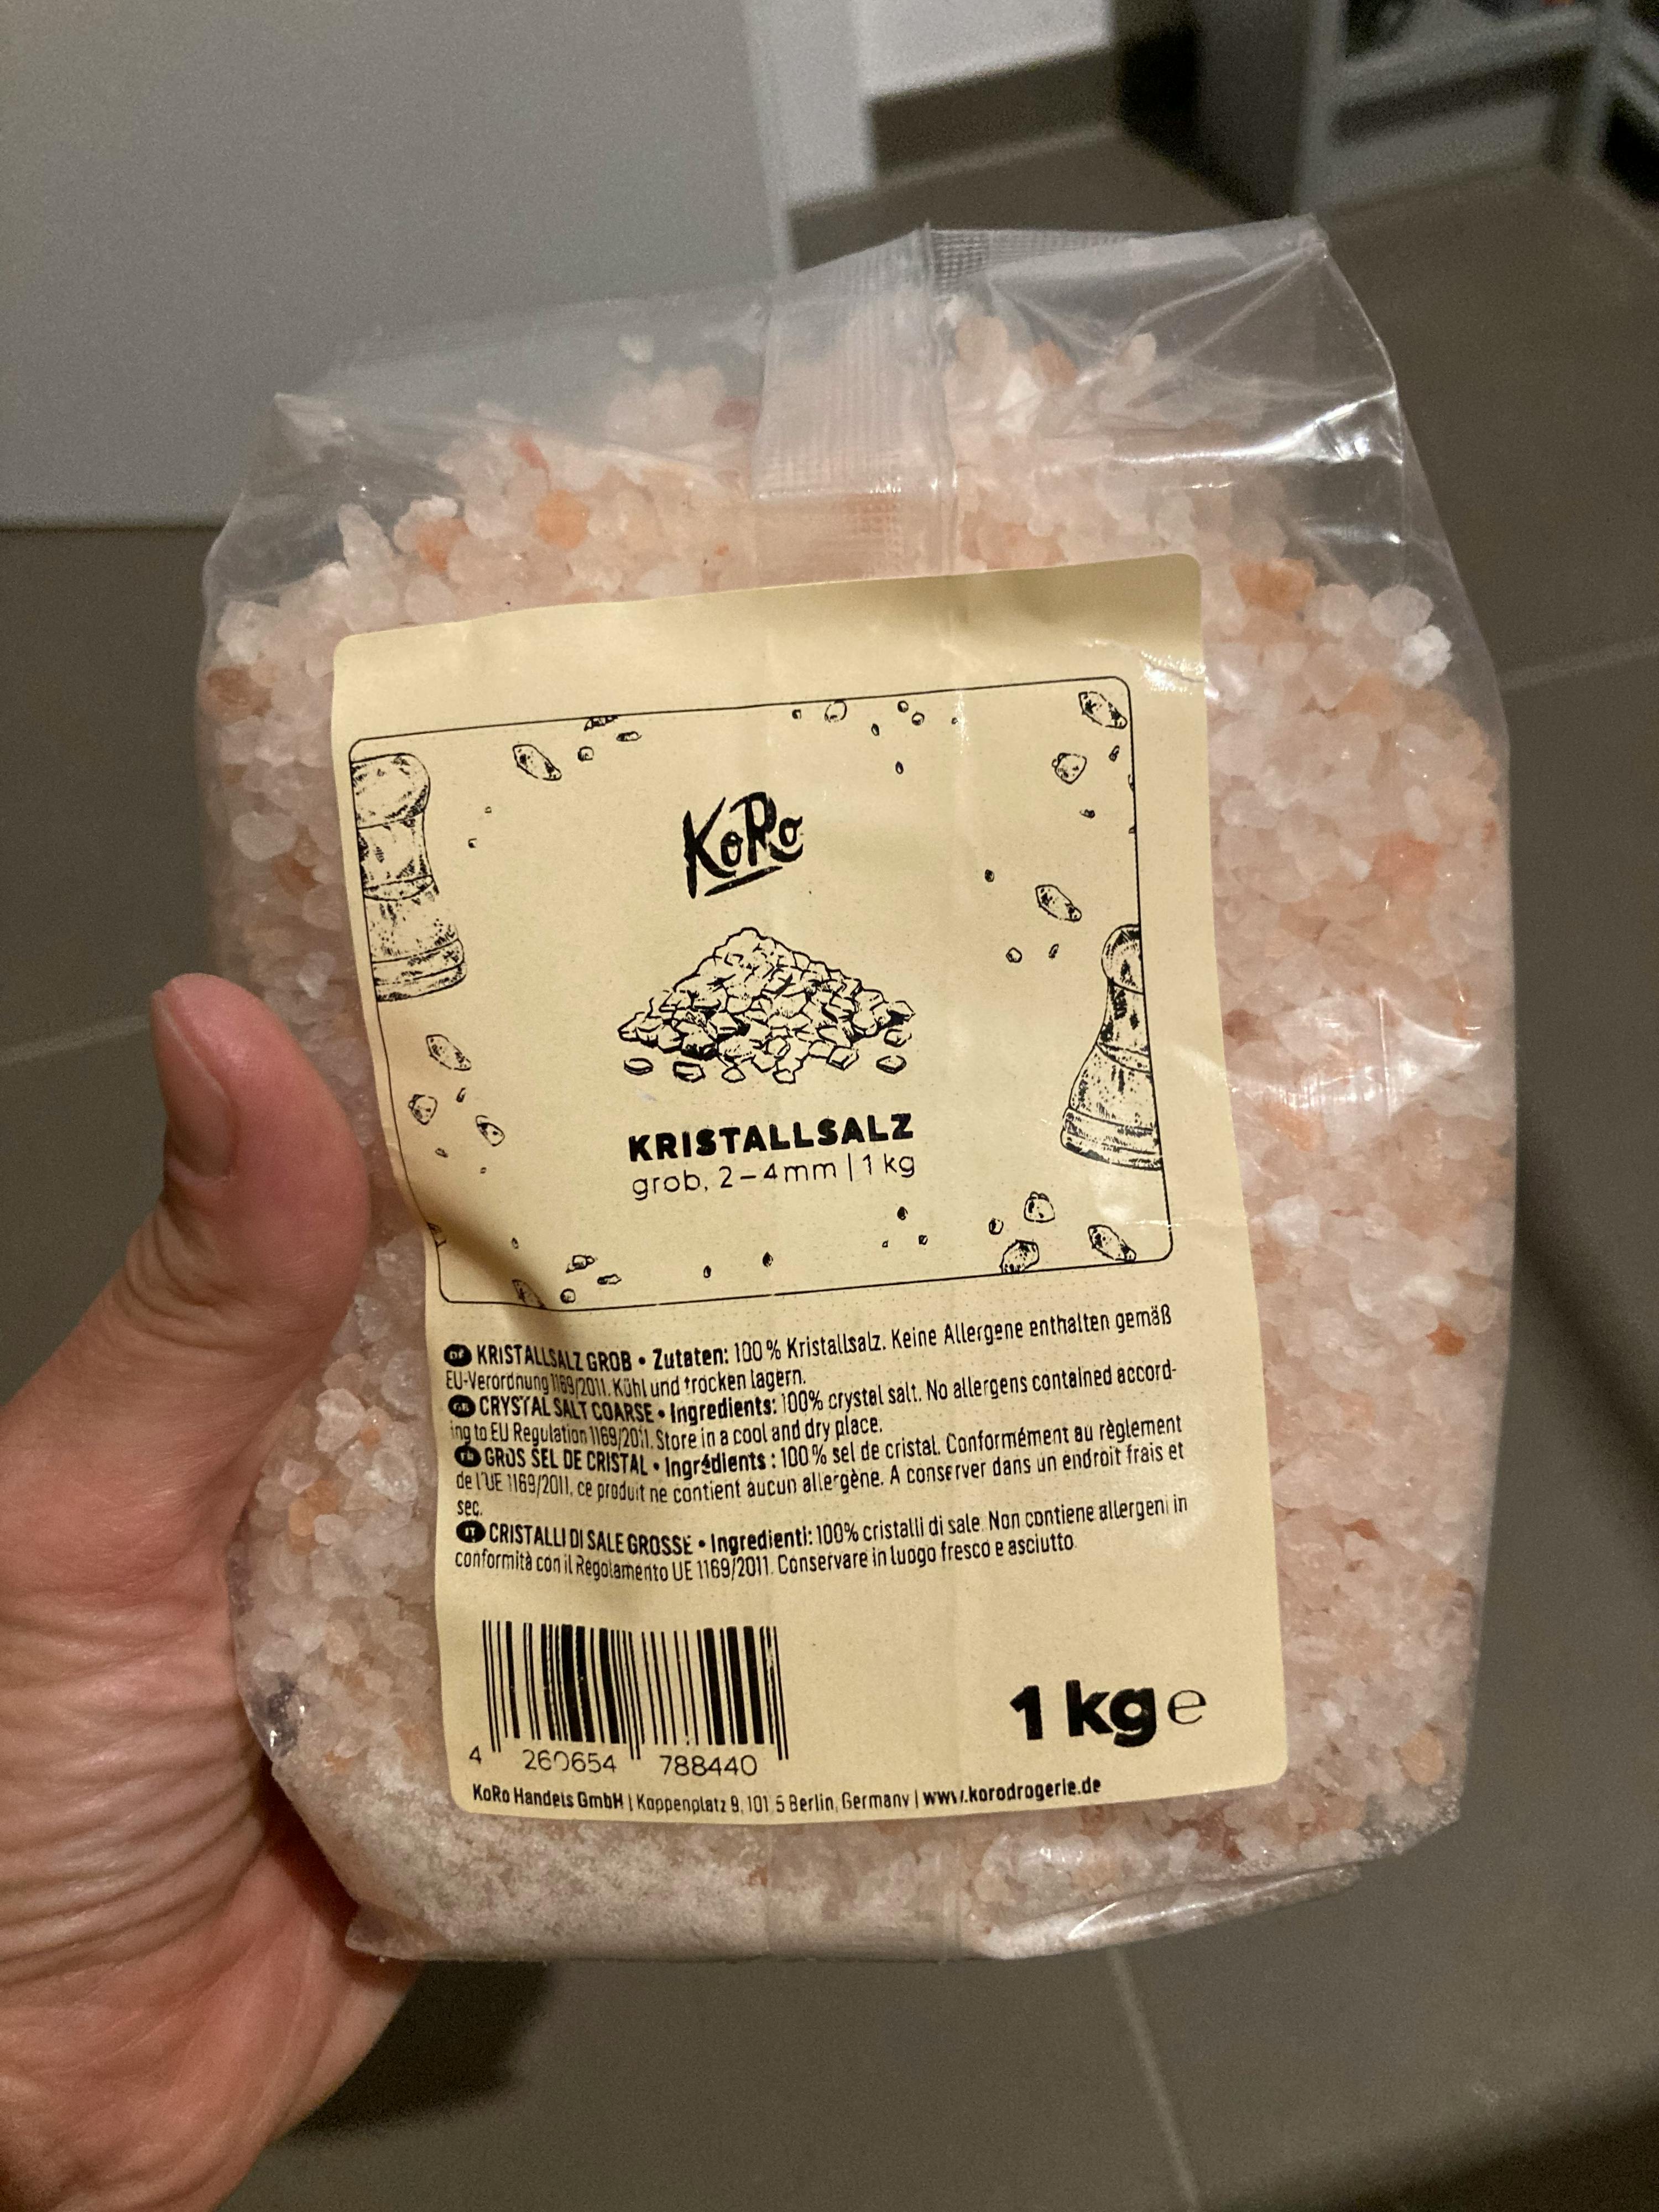 KoRo
KRISTALLSALZ
grob, 2–4mm | 1 kg
DE KRISTALLSALZ GROB • Zutaten: 100 % Kristallsalz. Keine Allergene enthalten gemäß
EU-Verordnung 1169/2011. Kühl und trocken lagern.
GB CRYSTAL SALT COARSE • Ingredients: 100% crystal salt. No allergens contained accord-
ing to EU Regulation 1169/2011. Store in a cool and dry place.
FR GROS SEL DE CRISTAL • Ingrédients : 100 % sel de cristal. Conformément au règlement
de l'UE 1169/2011, ce produit ne contient aucun allergène. A conserver dans un endroit frais et
sec.
IT CRISTALLI DI SALE GROSSE • Ingredienti: 100% cristalli di sale. Non contiene allergeni in
conformità con il Regolamento UE 1169/2011. Conservare in luogo fresco e asciutto.
1 kg ℮
4 260654 788440
KoRo Handels GmbH | Koppenplatz 9, 10115 Berlin, Germany | www.korodrogerie.de